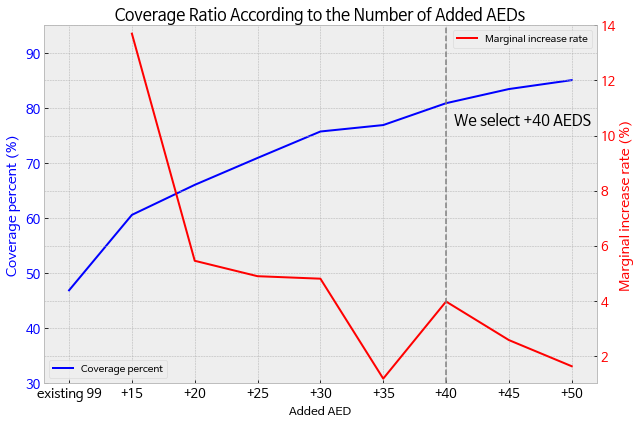 Coverage Ratio According to the Number of Added AEDs
Marginal increase rate
We select +40 AEDS
Coverage percent
Coverage percent (%)
90
80
70
60
50
40
30
14
12
10
8
6
4
2
Marginal increase rate (%)
existing 99 +15 +20 +25 +30 +35 +40 +45 +50
Added AED